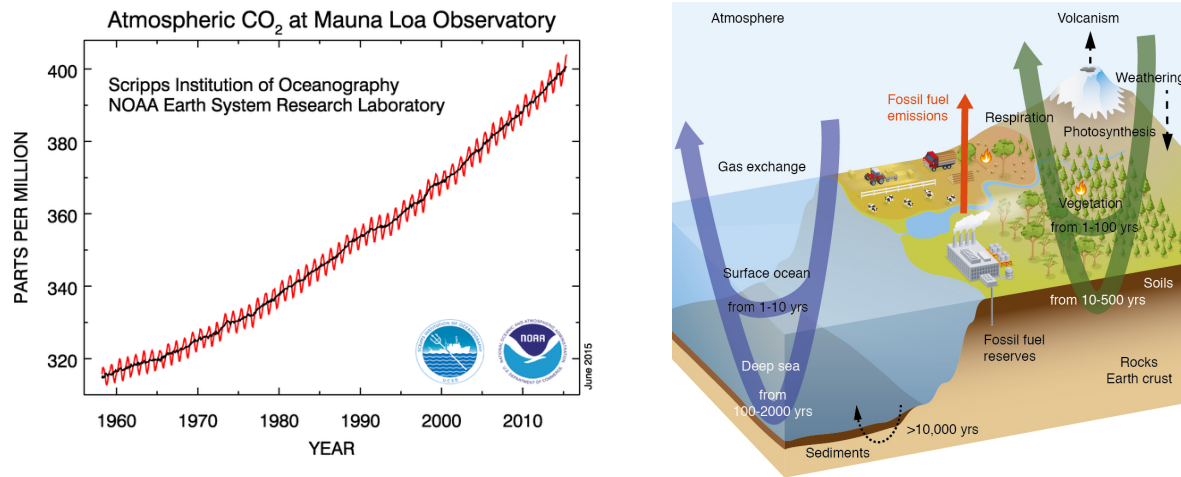 Atmospheric CO₂ at Mauna Loa Observatory
Scripps Institution of Oceanography
NOAA Earth System Research Laboratory
PARTS PER MILLION
400
380
360
340
320
1960
1970
1980
1990
2000
2010
YEAR
NOAA
June 2015
Atmosphere
Volcanism
Weathering
Fossil fuel
emissions
Respiration
Photosynthesis
Gas exchange
Vegetation
from 1-100 yrs
Surface ocean
from 1-10 yrs
Soils
from 10-500 yrs
Fossil fuel
reserves
Deep sea
from
100-2000 yrs
Rocks
Earth crust
>10,000 yrs
Sediments